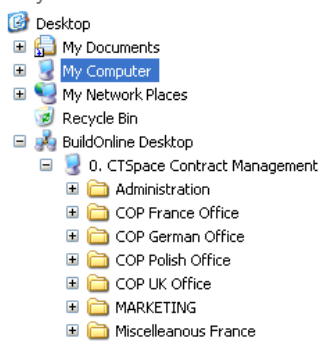 Desktop
My Documents
My Computer
My Network Places
Recycle Bin
BuildOnline Desktop
0. CTSpace Contract Management
Administration
COP France Office
COP German Office
COP Polish Office
COP UK Office
MARKETING
Miscelleanous France